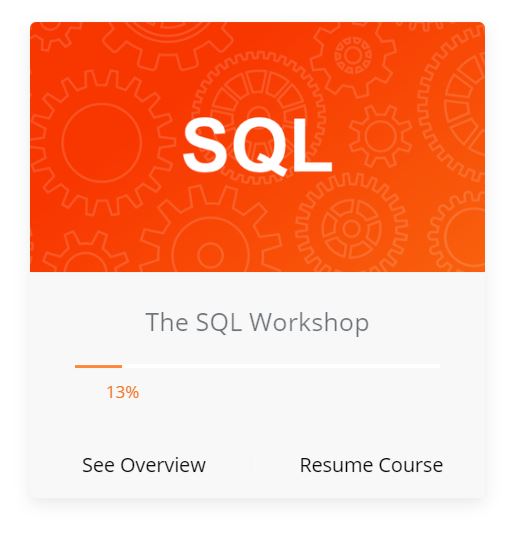 SQL
The SQL Workshop
13%
See Overview
Resume Course